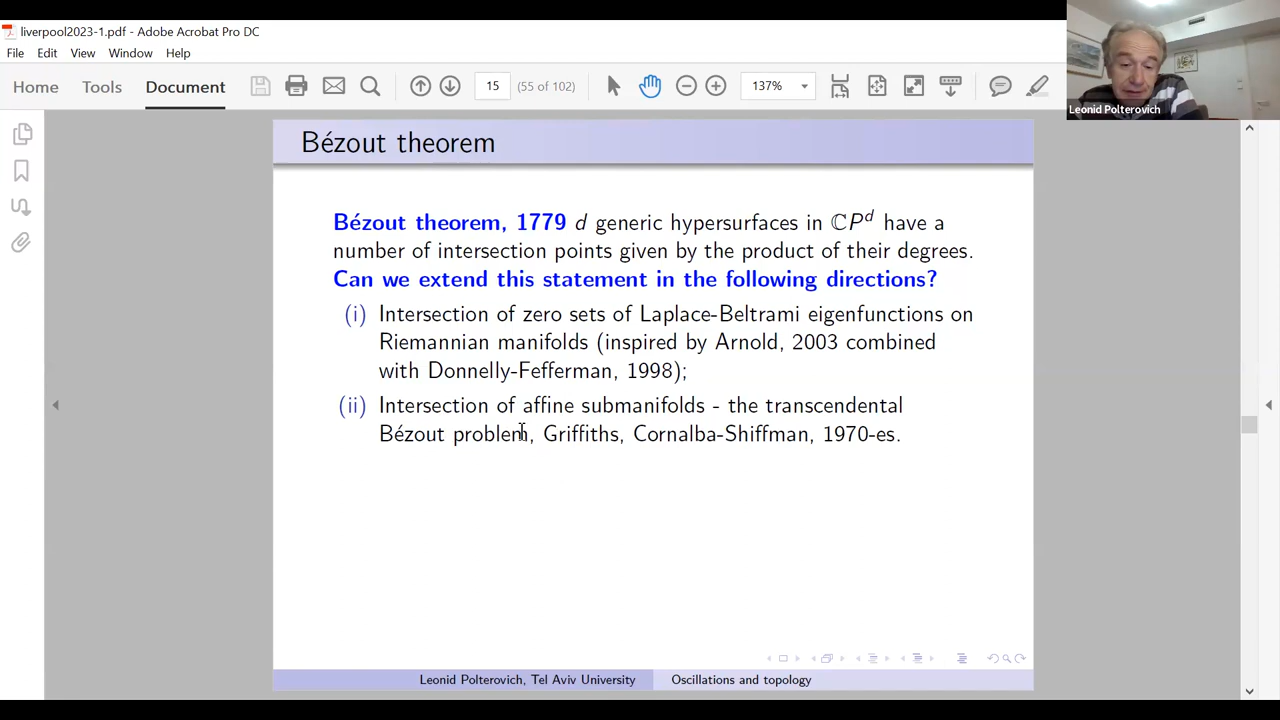 liverpool2023-1.pdf - Adobe Acrobat Pro DC
File Edit View Window Help
Home Tools Document 15 (55 of 102) 137%
Leonid Polterovich
Bézout theorem
Bézout theorem, 1779 d generic hypersurfaces in ℂP^d have a
number of intersection points given by the product of their degrees.
Can we extend this statement in the following directions?
(i) Intersection of zero sets of Laplace-Beltrami eigenfunctions on
Riemannian manifolds (inspired by Arnold, 2003 combined
with Donnelly-Fefferman, 1998);
(ii) Intersection of affine submanifolds - the transcendental
Bézout problem, Griffiths, Cornalba-Shiffman, 1970-es.
Leonid Polterovich, Tel Aviv University Oscillations and topology